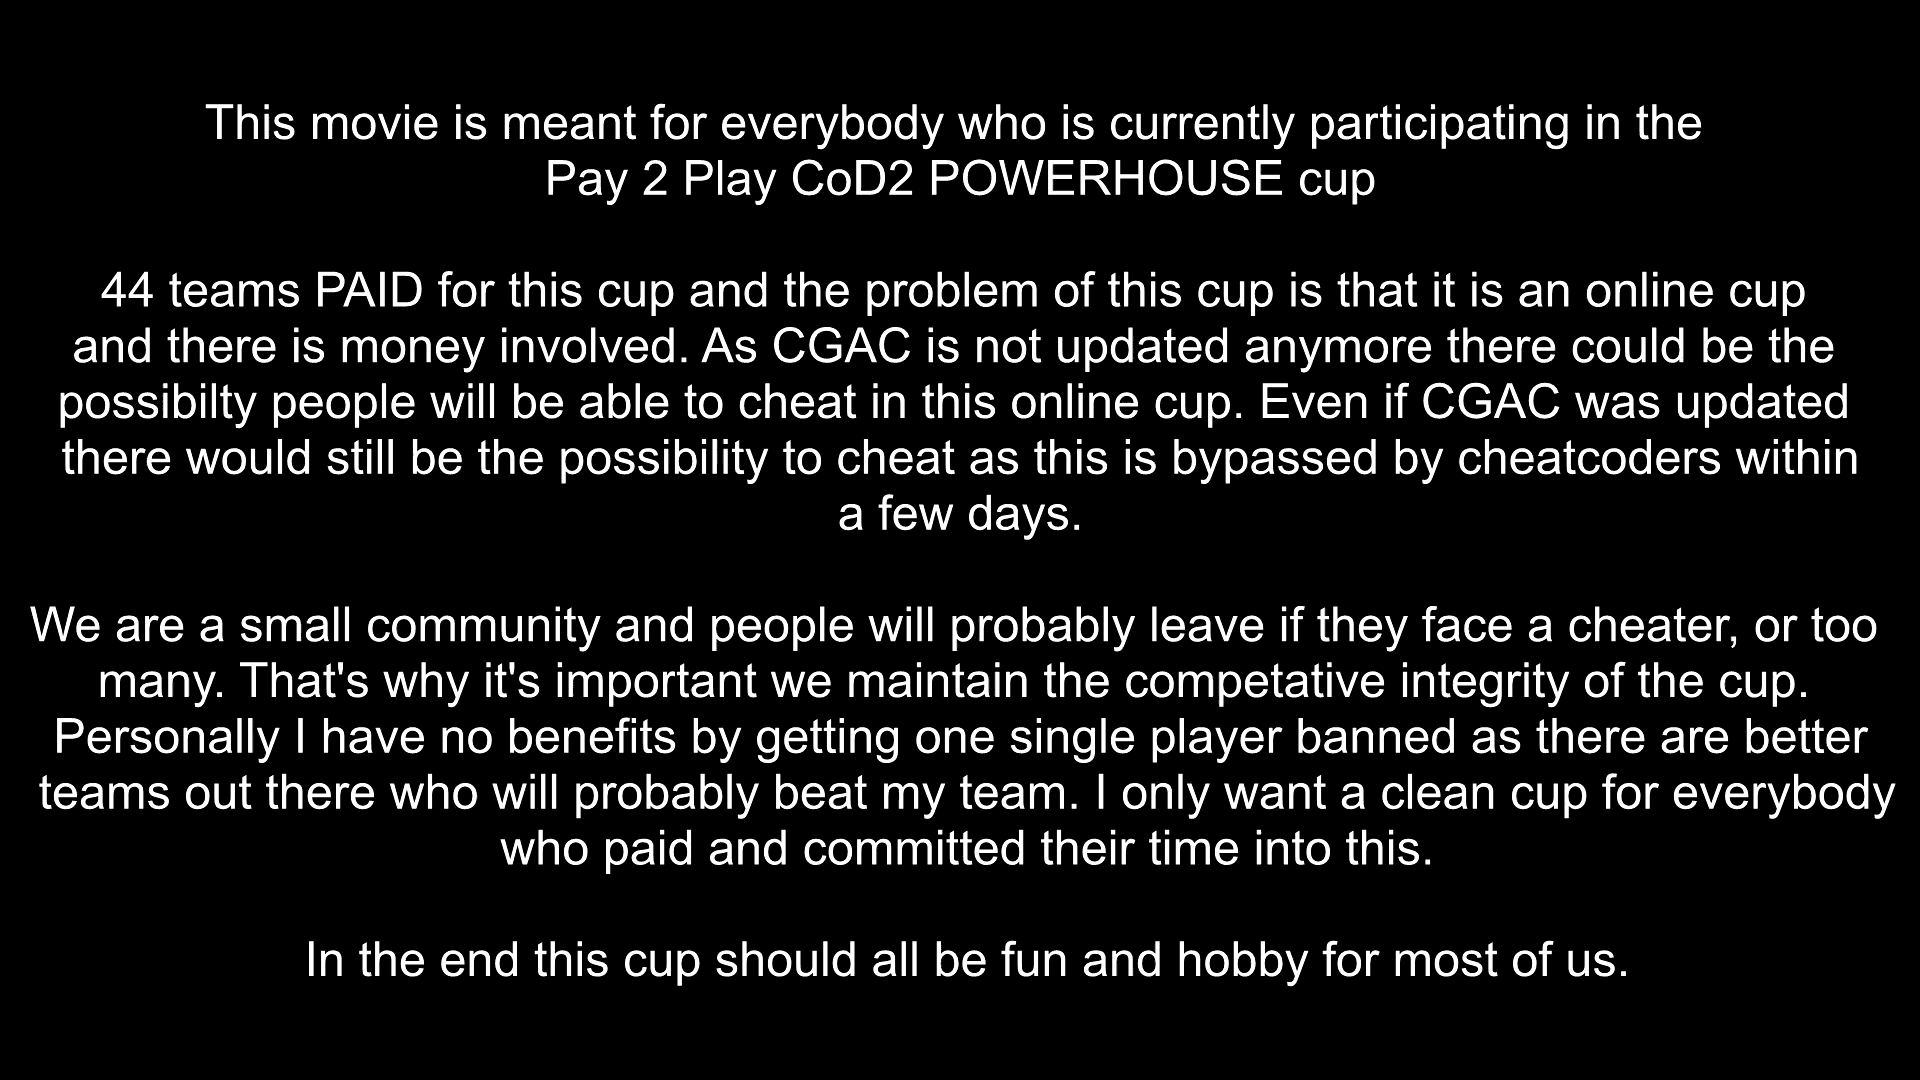 This movie is meant for everybody who is currently participating in the
Pay 2 Play CoD2 POWERHOUSE cup
44 teams PAID for this cup and the problem of this cup is that it is an online cup
and there is money involved. As CGAC is not updated anymore there could be the
possibilty people will be able to cheat in this online cup. Even if CGAC was updated
there would still be the possibility to cheat as this is bypassed by cheatcoders within
a few days.
We are a small community and people will probably leave if they face a cheater, or too
many. That's why it's important we maintain the competative integrity of the cup.
Personally I have no benefits by getting one single player banned as there are better
teams out there who will probably beat my team. I only want a clean cup for everybody
who paid and committed their time into this.
In the end this cup should all be fun and hobby for most of us.